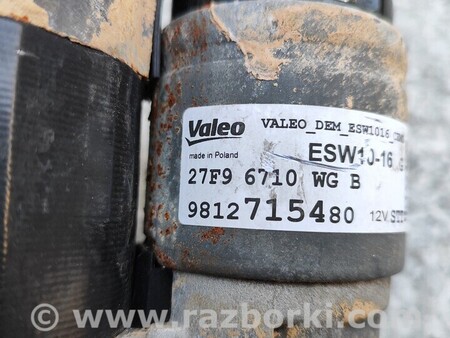 Valeo VALEO_DEM_ESW1016
made in Poland ESW10-16
27F9 6710 WG B
9812715480 12V
© www.razborki.com